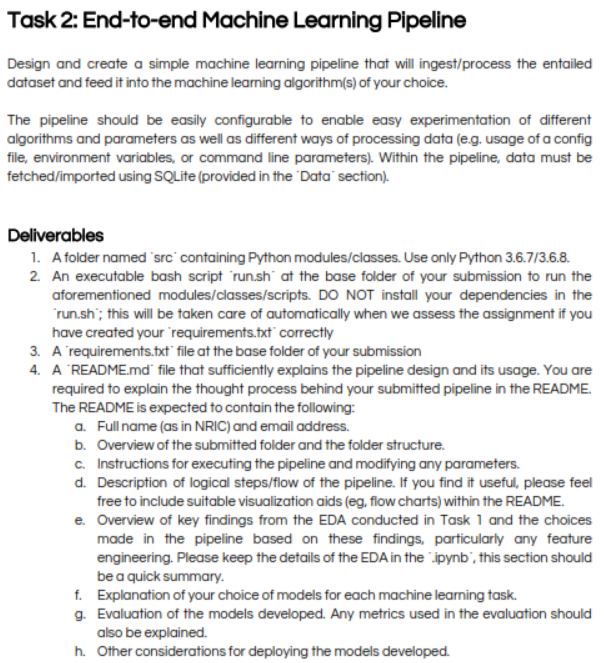 Task 2: End-to-end Machine Learning Pipeline
Design and create a simple machine learning pipeline that will ingest/process the entailed
dataset and feed it into the machine learning algorithm(s) of your choice.
The pipeline should be easily configurable to enable easy experimentation of different
algorithms and parameters as well as different ways of processing data (e.g. usage of a config
file, environment variables, or command line parameters). Within the pipeline, data must be
fetched/imported using SQLite (provided in the `Data` section).
Deliverables
1. A folder named `src` containing Python modules/classes. Use only Python 3.6.7/3.6.8.
2. An executable bash script `run.sh` at the base folder of your submission to run the
aforementioned modules/classes/scripts. DO NOT install your dependencies in the
`run.sh`; this will be taken care of automatically when we assess the assignment if you
have created your `requirements.txt` correctly
3. A `requirements.txt` file at the base folder of your submission
4. A `README.md` file that sufficiently explains the pipeline design and its usage. You are
required to explain the thought process behind your submitted pipeline in the README.
The README is expected to contain the following:
a. Full name (as in NRIC) and email address.
b. Overview of the submitted folder and the folder structure.
c. Instructions for executing the pipeline and modifying any parameters.
d. Description of logical steps/flow of the pipeline. If you find it useful, please feel
free to include suitable visualization aids (eg, flow charts) within the README.
e. Overview of key findings from the EDA conducted in Task 1 and the choices
made in the pipeline based on these findings, particularly any feature
engineering. Please keep the details of the EDA in the `.ipynb`, this section should
be a quick summary.
f. Explanation of your choice of models for each machine learning task.
g. Evaluation of the models developed. Any metrics used in the evaluation should
also be explained.
h. Other considerations for deploying the models developed.